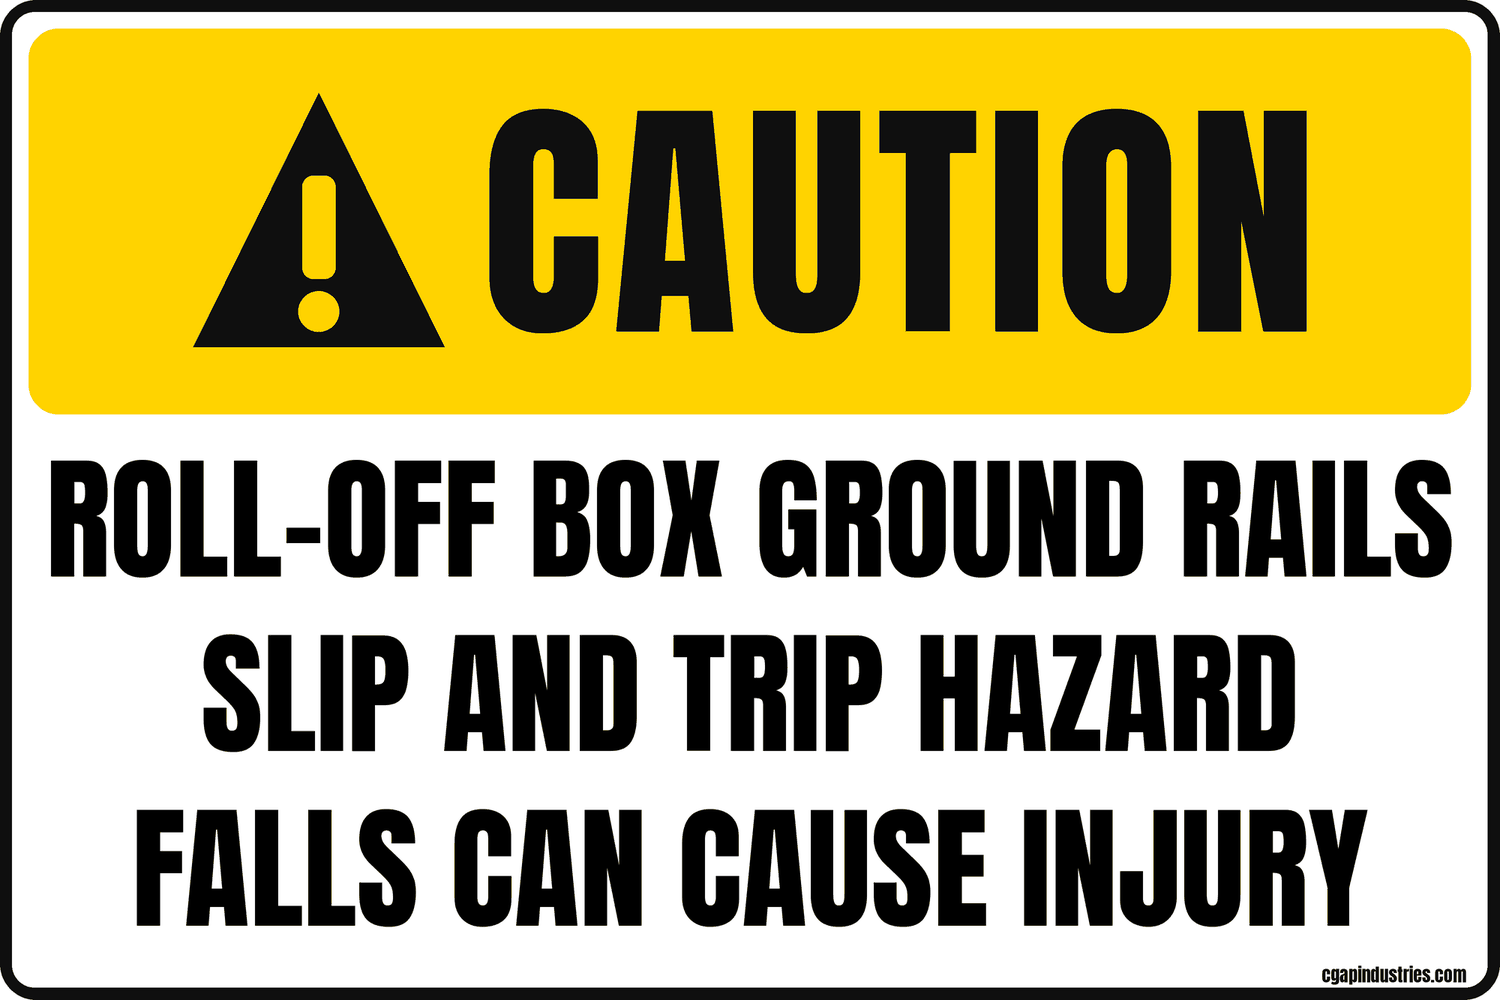 CAUTION
ROLL-OFF BOX GROUND RAILS
SLIP AND TRIP HAZARD
FALLS CAN CAUSE INJURY
cgapindustries.com